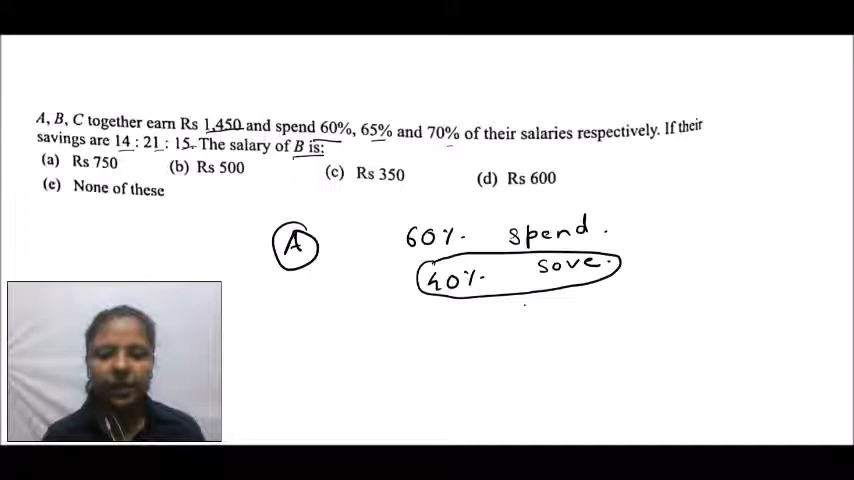 A, B, C together earn Rs 1,450 and spend 60%, 65% and 70% of their salaries respectively. If their
savings are 14 : 21 : 15. The salary of B is:
(a) Rs 750 (b) Rs 500 (c) Rs 350 (d) Rs 600
(e) None of these
A 60% spend.
40% sove.